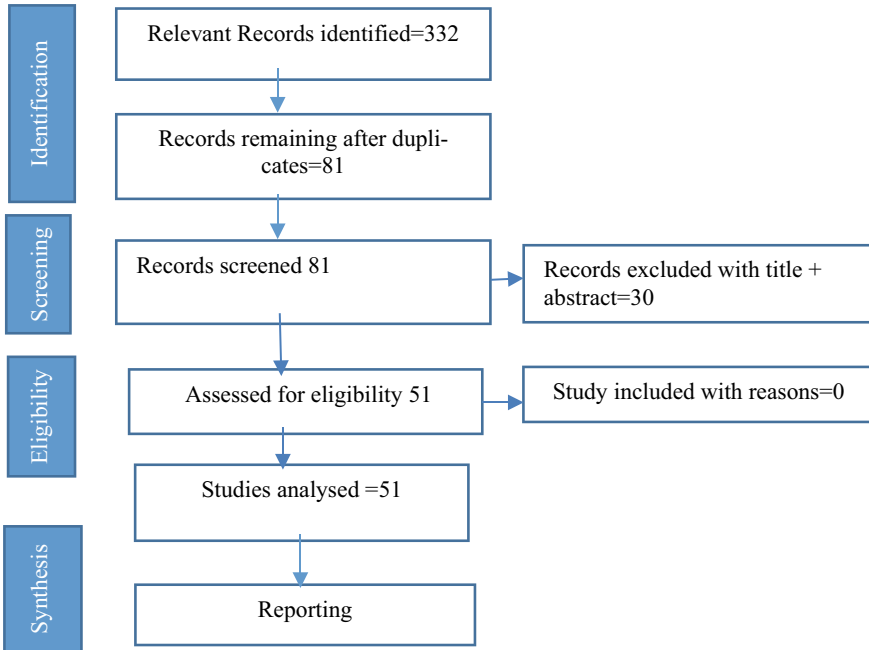 Identification
Relevant Records identified=332
Records remaining after dupli-
cates=81
Screening
Records screened 81
Records excluded with title +
abstract=30
Eligibility
Assessed for eligibility 51
Study included with reasons=0
Studies analysed =51
Synthesis
Reporting